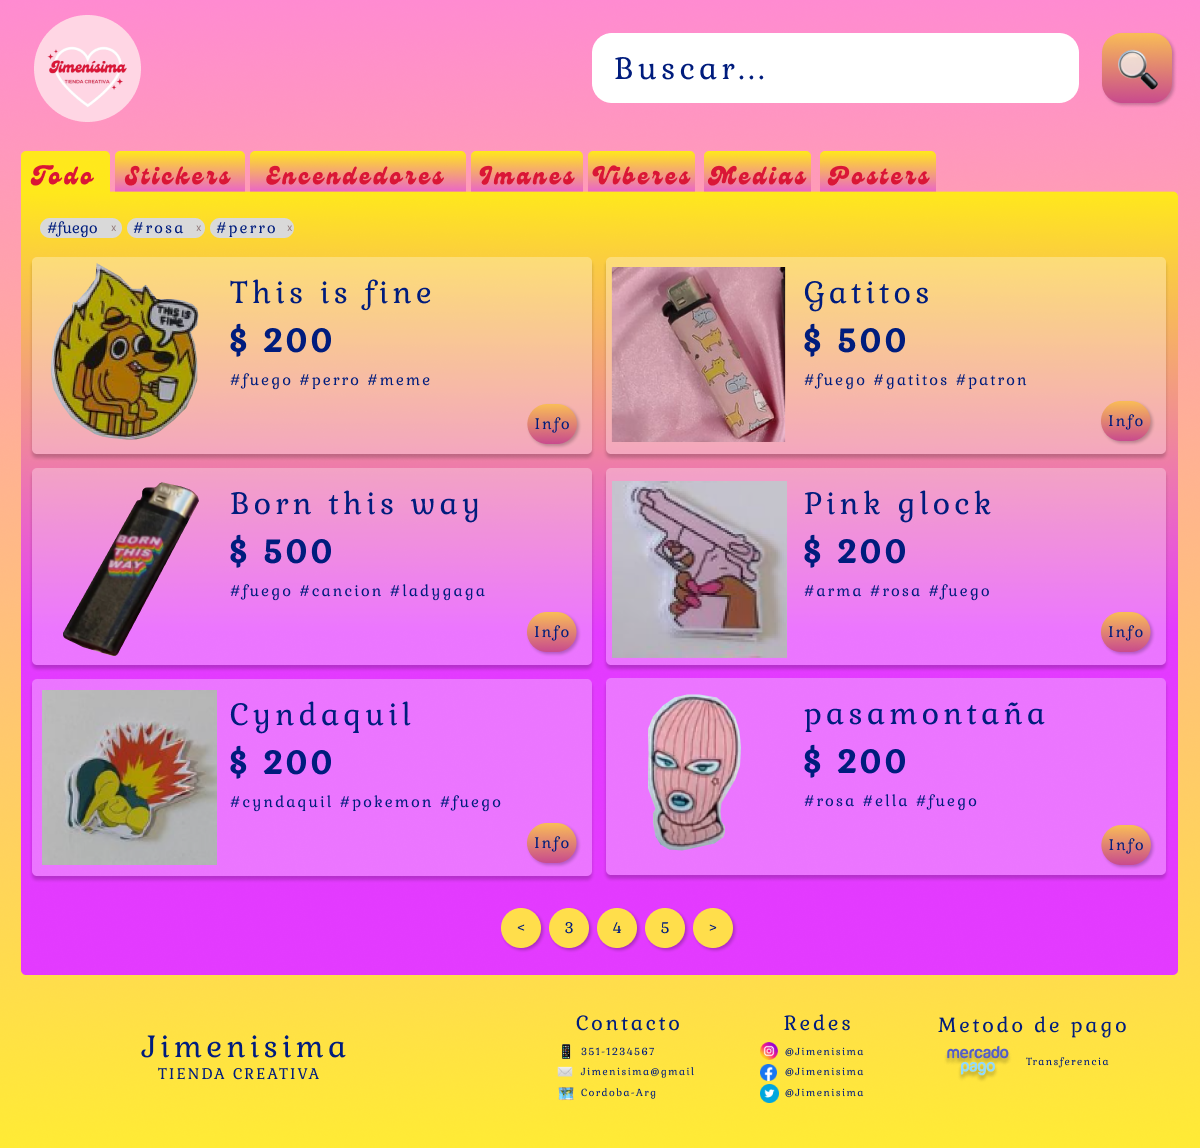 Jimenísima
TIENDA CREATIVA
Buscar...
Todo Stickers Encendedores Imanes Viberes Medias Posters
#fuego x #rosa x #perro x
THIS IS
FINE
This is fine
$ 200
#fuego #perro #meme
Info
Gatitos
$ 500
#fuego #gatitos #patron
Info
BORN
THIS
WAY
Born this way
$ 500
#fuego #cancion #ladygaga
Info
Pink glock
$ 200
#arma #rosa #fuego
Info
Cyndaquil
$ 200
#cyndaquil #pokemon #fuego
Info
pasamontaña
$ 200
#rosa #ella #fuego
Info
< 3 4 5 >
Jimenisima
TIENDA CREATIVA
Contacto
351-1234567
Jimenisima@gmail
Cordoba-Arg
Redes
@Jimenisima
@Jimenisima
@Jimenisima
Metodo de pago
mercado
pago
Transferencia